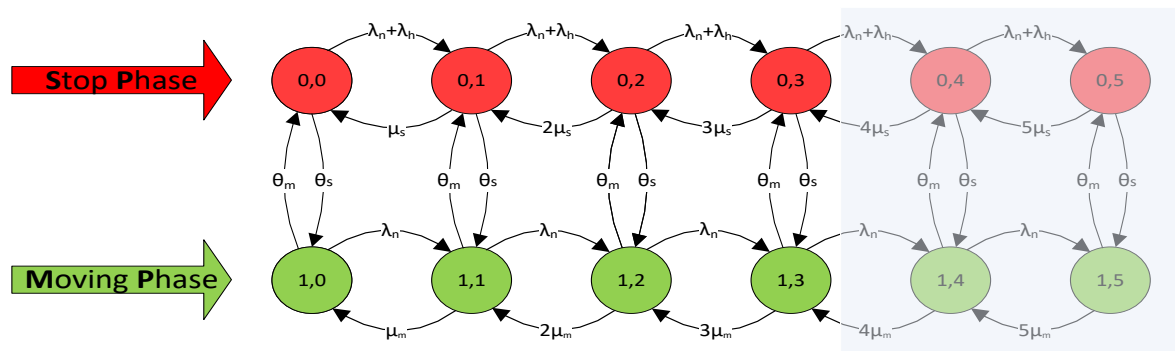 λn+λh λn+λh λn+λh λn+λh λn+λh
Stop Phase 0,0 0,1 0,2 0,3 0,4 0,5
μs 2μs 3μs 4μs 5μs
θm θs θm θs θm θs θm θs θm θs θm θs
λn λn λn λn λn
Moving Phase 1,0 1,1 1,2 1,3 1,4 1,5
μm 2μm 3μm 4μm 5μm